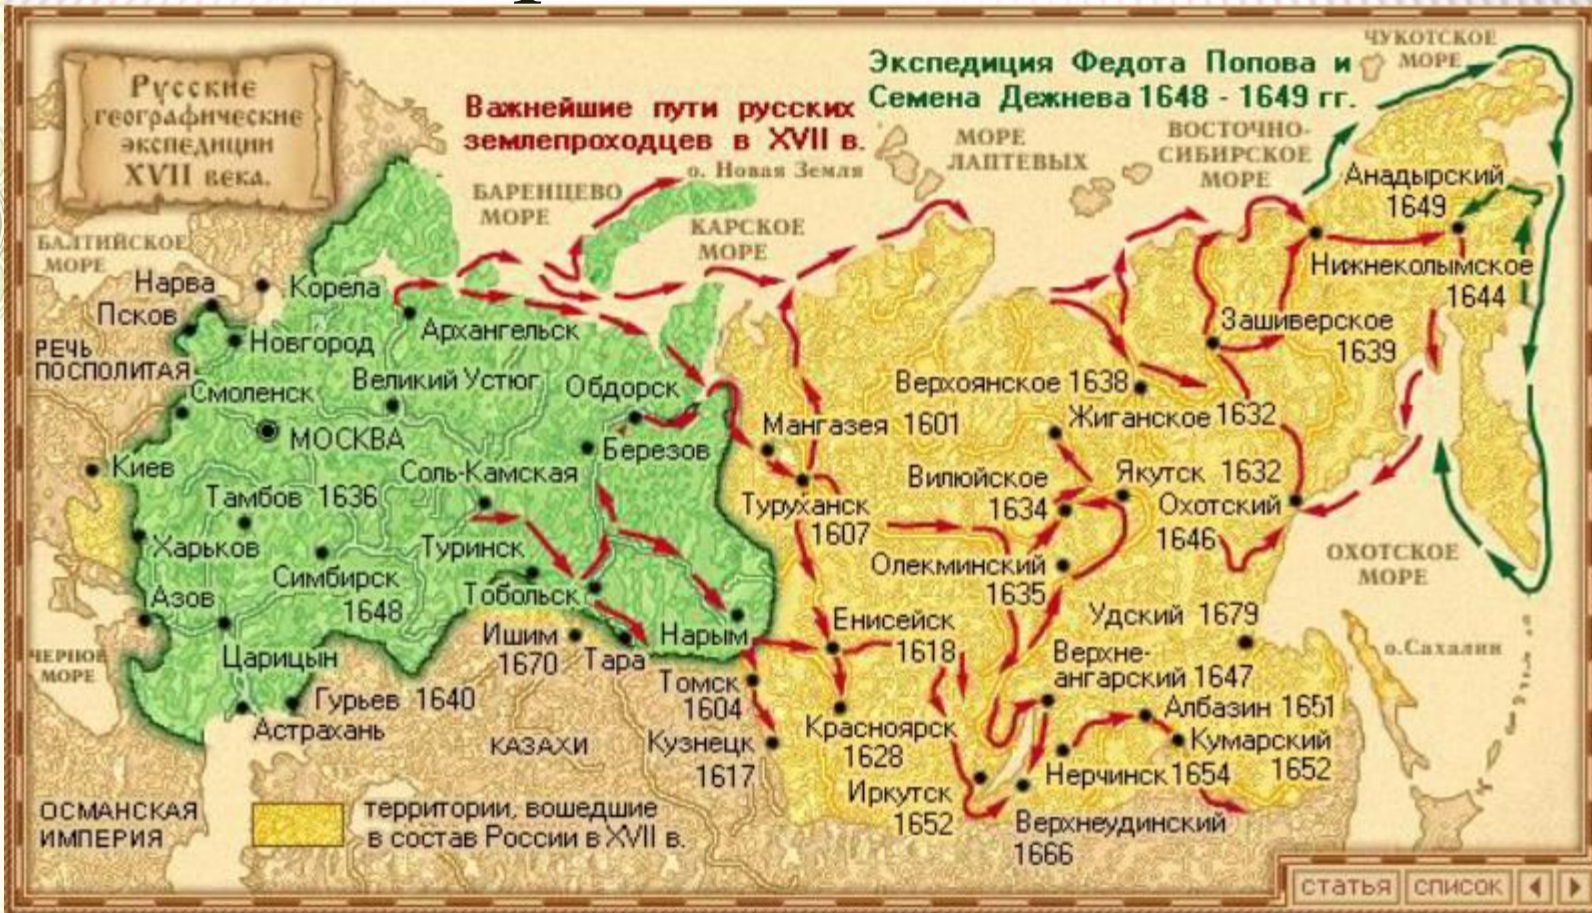 Русские
географические
экспедиции
XVII века.
Важнейшие пути русских
землепроходцев в XVII в.
Экспедиция Федота Попова и
Семена Дежнева 1648 - 1649 гг.
ЧУКОТСКОЕ
МОРЕ
МОРЕ
ЛАПТЕВЫХ
ВОСТОЧНО-
СИБИРСКОЕ
МОРЕ
о. Новая Земля
БАРЕНЦЕВО
МОРЕ
КАРСКОЕ
МОРЕ
Анадырский
1649
БАЛТИЙСКОЕ
МОРЕ
Нарва
Корела
Псков
Новгород
Архангельск
Нижнеколымское
1644
Зашиверское
1639
РЕЧЬ
ПОСПОЛИТАЯ
Смоленск
Великий Устюг
Обдорск
Верхоянское 1638
Жиганское 1632
МОСКВА
Мангазея 1601
Киев
Соль-Камская
Березов
Тамбов 1636
Туруханск
1607
Вилюйское
1634
Якутск 1632
Охотский
1646
Харьков
Симбирск
1648
Туринск
Тобольск
Олекминский
1635
ОХОТСКОЕ
МОРЕ
Азов
Ишим
1670
Тара
Нарым
Енисейск
1618
Удский 1679
ЧЕРНОЕ
МОРЕ
Царицын
Гурьев 1640
Астрахань
Томск
1604
Верхне-
ангарский 1647
о.Сахалин
КАЗАХИ
Кузнецк
1617
Красноярск
1628
Албазин 1651
Кумарский
1652
Нерчинск 1654
Иркутск
1652
Верхнеудинский
1666
ОСМАНСКАЯ
ИМПЕРИЯ
территории, вошедшие
в состав России в XVII в.
статья список